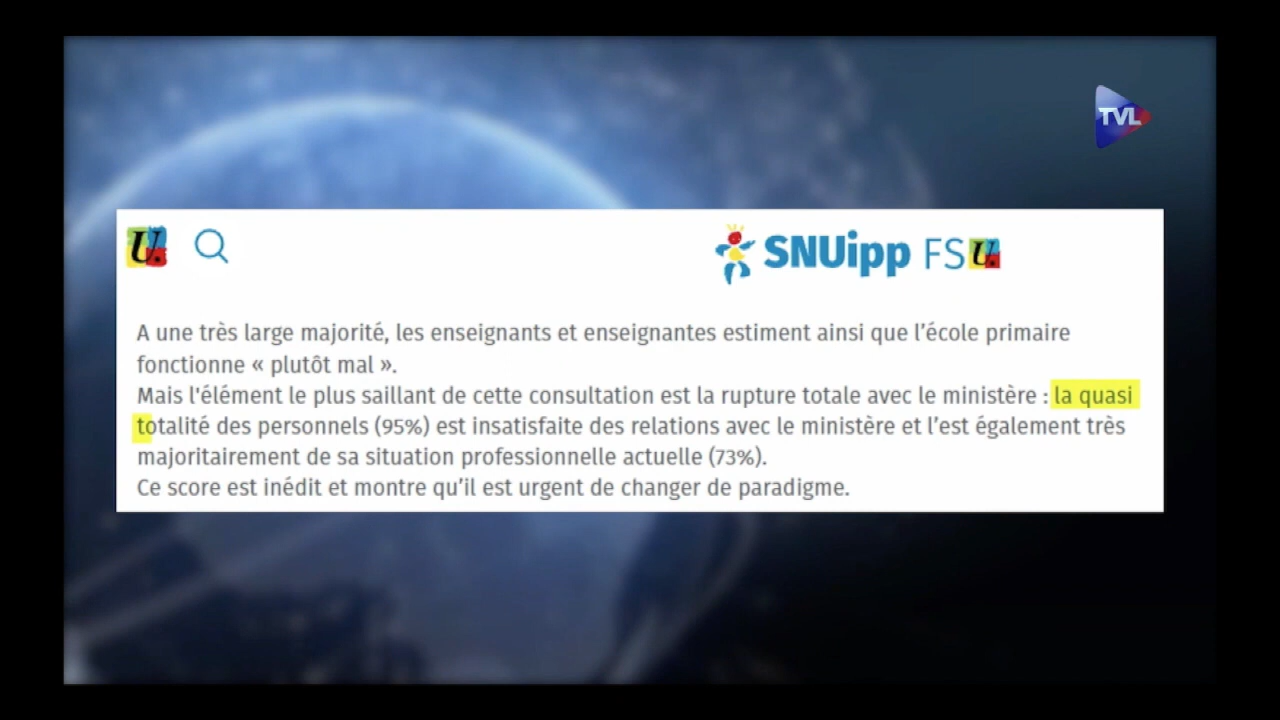 TVL
U.
SNUipp FSU.
A une très large majorité, les enseignants et enseignantes estiment ainsi que l'école primaire
fonctionne « plutôt mal ».
Mais l'élément le plus saillant de cette consultation est la rupture totale avec le ministère : la quasi
totalité des personnels (95%) est insatisfaite des relations avec le ministère et l'est également très
majoritairement de sa situation professionnelle actuelle (73%).
Ce score est inédit et montre qu'il est urgent de changer de paradigme.